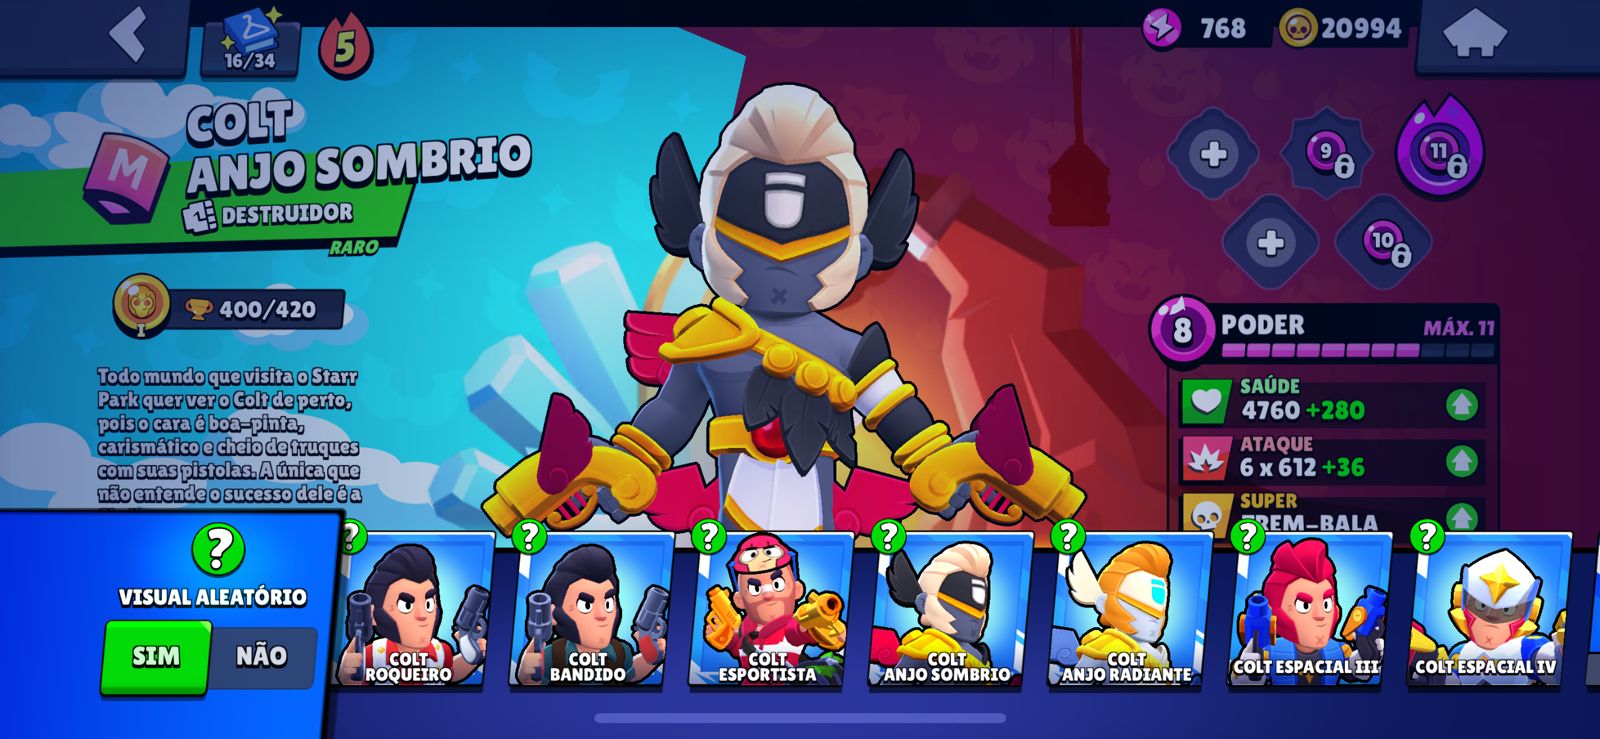 16/34
5
768
20994
COLT
ANJO SOMBRIO
DESTRUIDOR
RARO
M
I
400/420
Todo mundo que visita o Starr
Park quer ver o Colt de perto,
pois o cara é boa-pinta,
carismático e cheio de truques
com suas pistolas. A única que
não entende o sucesso dele é a
9
11
10
8
PODER
MÁX. 11
SAÚDE
4760 +280
ATAQUE
6 x 612 +36
SUPER
TREM-BALA
?
VISUAL ALEATÓRIO
SIM
NÃO
?
COLT
ROQUEIRO
?
COLT
BANDIDO
?
COLT
ESPORTISTA
?
COLT
ANJO SOMBRIO
?
COLT
ANJO RADIANTE
?
COLT ESPACIAL III
?
COLT ESPACIAL IV